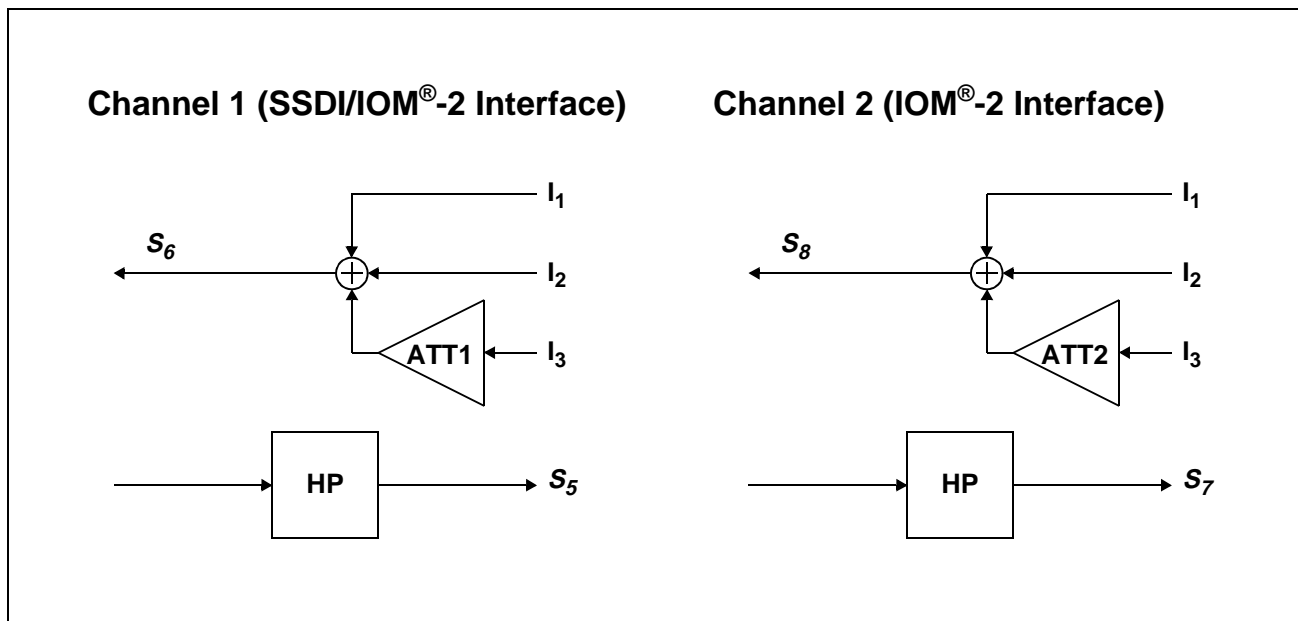 Channel 1 (SSDI/IOM®-2 Interface)
I1
S6
I2
ATT1
I3
HP
S5
Channel 2 (IOM®-2 Interface)
I1
S8
I2
ATT2
I3
HP
S7